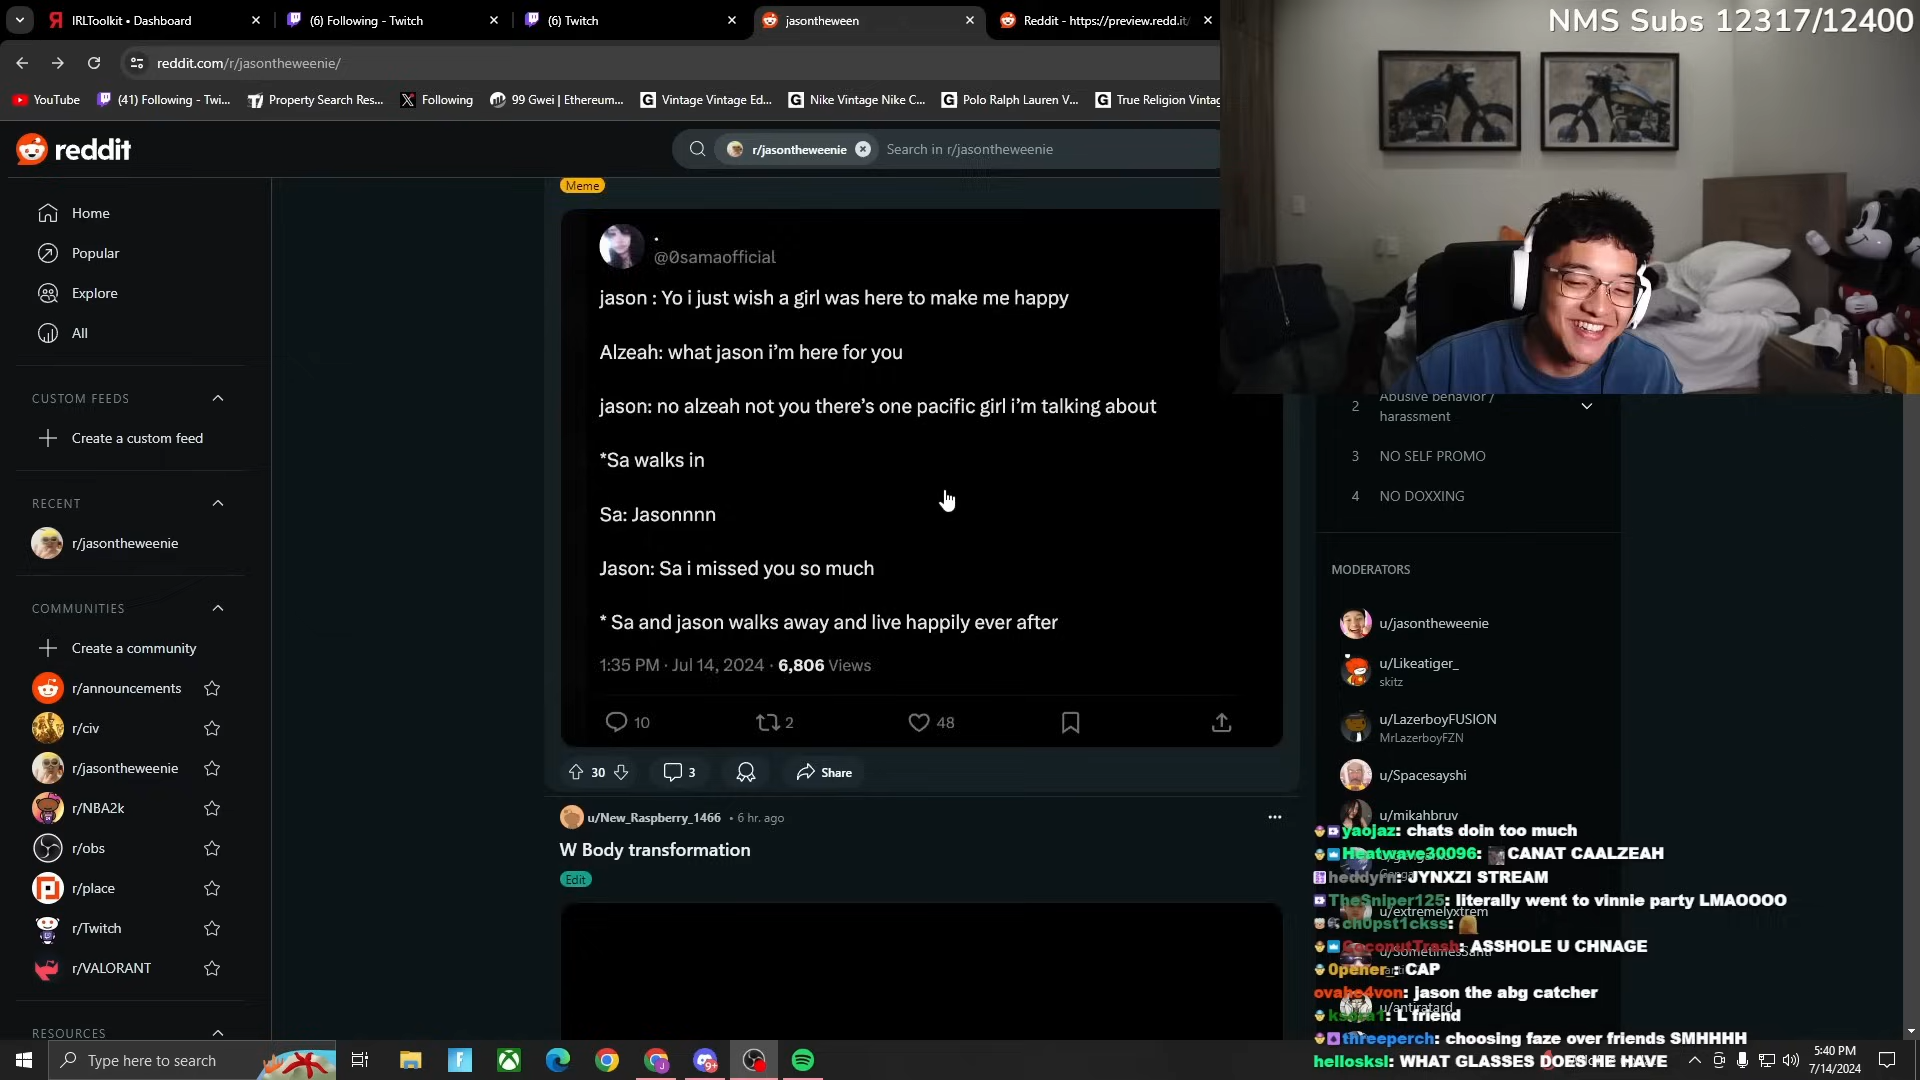 IRLToolkit • Dashboard
(6) Following - Twitch
(6) Twitch
jasontheween
Reddit - https://preview.redd.it/
NMS Subs 12317/12400
reddit.com/r/jasontheweenie/
YouTube
(41) Following - Twi...
Property Search Res...
Following
99 Gwei | Ethereum...
Vintage Vintage Ed...
Nike Vintage Nike C...
Polo Ralph Lauren V...
True Religion Vintag
reddit
r/jasontheweenie
Search in r/jasontheweenie
Home
Popular
Explore
All
CUSTOM FEEDS
Create a custom feed
RECENT
r/jasontheweenie
COMMUNITIES
Create a community
r/announcements
r/civ
r/jasontheweenie
r/NBA2k
r/obs
r/place
r/Twitch
r/VALORANT
RESOURCES
Meme
.
@0samaofficial
jason : Yo i just wish a girl was here to make me happy
Alzeah: what jason i’m here for you
jason: no alzeah not you there’s one pacific girl i’m talking about
*Sa walks in
Sa: Jasonnnn
Jason: Sa i missed you so much
* Sa and jason walks away and live happily ever after
1:35 PM · Jul 14, 2024 · 6,806 Views
10
2
48
30
3
Share
u/New_Raspberry_1466 • 6 hr. ago
W Body transformation
Edit
2
Abusive behavior /
harassment
3 NO SELF PROMO
4 NO DOXXING
MODERATORS
u/jasontheweenie
u/Likeatiger_
skitz
u/LazerboyFUSION
MrLazerboyFZN
u/Spacesayshi
u/mikahbruv
u/extremelyxtrem
u/SometimesSanti
u/antiratard
yaojaz: chats doin too much
Heatwave30096: CANAT CAALZEAH
heddyrn: JYNXZI STREAM
TheSniper125: literally went to vinnie party LMAOOOO
ch0pst1ckss:
CoconutTrash: ASSHOLE U CHNAGE
0pener_: CAP
ovahe4von: jason the abg catcher
L friend
threeperch: choosing faze over friends SMHHHH
hellosksl: WHAT GLASSES DOES HE HAVE
Type here to search
9+
5:40 PM
7/14/2024